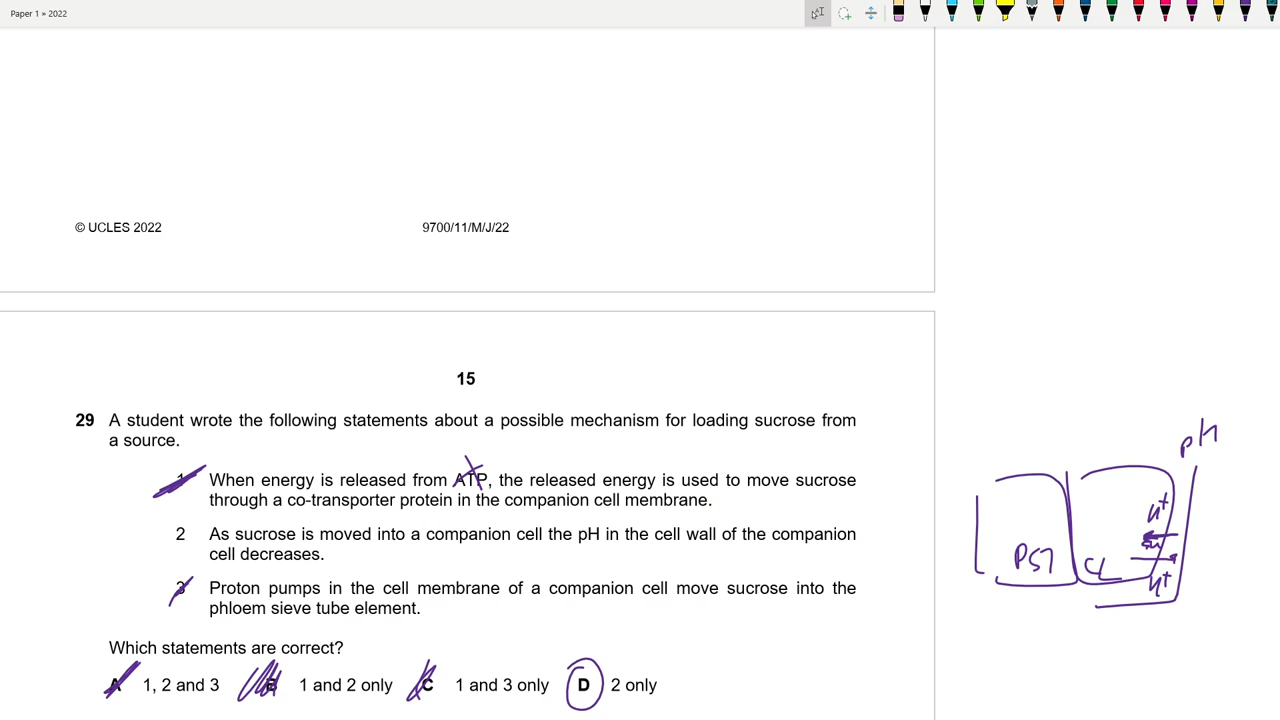 Paper 1 » 2022
© UCLES 2022 9700/11/M/J/22
15
29 A student wrote the following statements about a possible mechanism for loading sucrose from
a source.
1 When energy is released from ATP, the released energy is used to move sucrose
through a co-transporter protein in the companion cell membrane.
2 As sucrose is moved into a companion cell the pH in the cell wall of the companion
cell decreases.
3 Proton pumps in the cell membrane of a companion cell move sucrose into the
phloem sieve tube element.
Which statements are correct?
A 1, 2 and 3 B 1 and 2 only C 1 and 3 only D 2 only
pH
H+
PST
H+